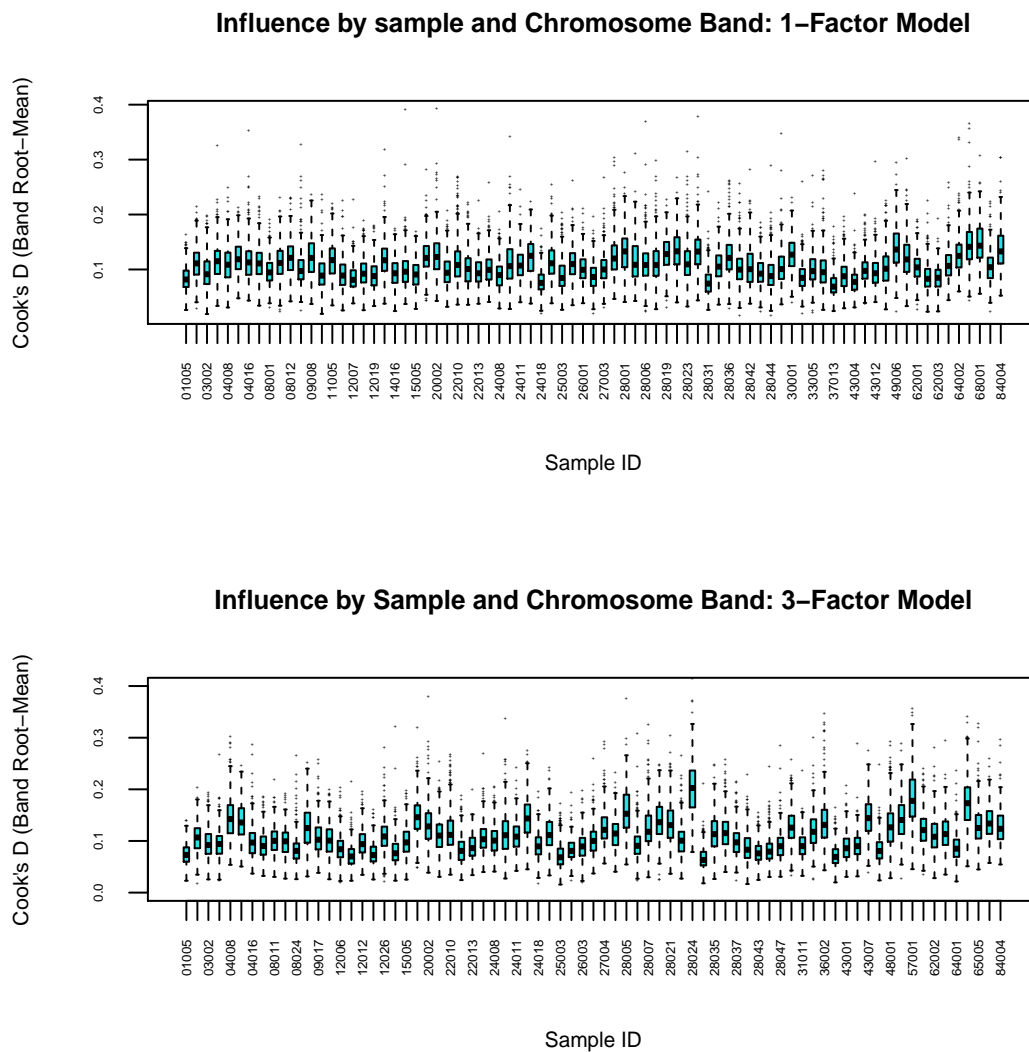 Influence by sample and Chromosome Band: 1−Factor Model
Cook's D (Band Root−Mean)
0.4
0.3
0.2
0.1
01005 03002 04008 04016 08001 08012 09008 11005 12007 12019 14016 15005 20002 22010 22013 24008 24011 24018 25003 26001 27003 28001 28006 28019 28023 28031 28036 28042 28044 30001 33005 37013 43004 43012 49006 62001 62003 64002 68001 84004
Sample ID
Influence by Sample and Chromosome Band: 3−Factor Model
Cook's D (Band Root−Mean)
0.4
0.3
0.2
0.1
0.0
01005 03002 04008 04016 08011 08024 09017 12006 12012 12026 15005 20002 22010 22013 24008 24011 24018 25003 26003 27004 28005 28007 28021 28024 28035 28037 28043 28047 31011 36002 43001 43007 48001 57001 62002 64001 65005 84004
Sample ID